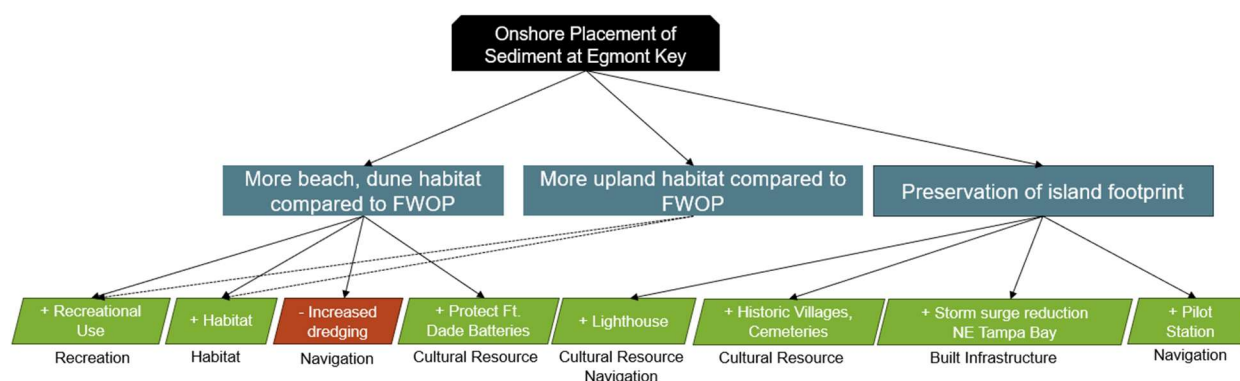 Onshore Placement of
Sediment at Egmont Key
More beach, dune habitat
compared to FWOP
More upland habitat compared to
FWOP
Preservation of island footprint
+ Recreational
Use
+ Habitat
- Increased
dredging
+ Protect Ft.
Dade Batteries
+ Lighthouse
+ Historic Villages,
Cemeteries
+ Storm surge reduction
NE Tampa Bay
+ Pilot
Station
Recreation
Habitat
Navigation
Cultural Resource
Cultural Resource
Navigation
Cultural Resource
Built Infrastructure
Navigation